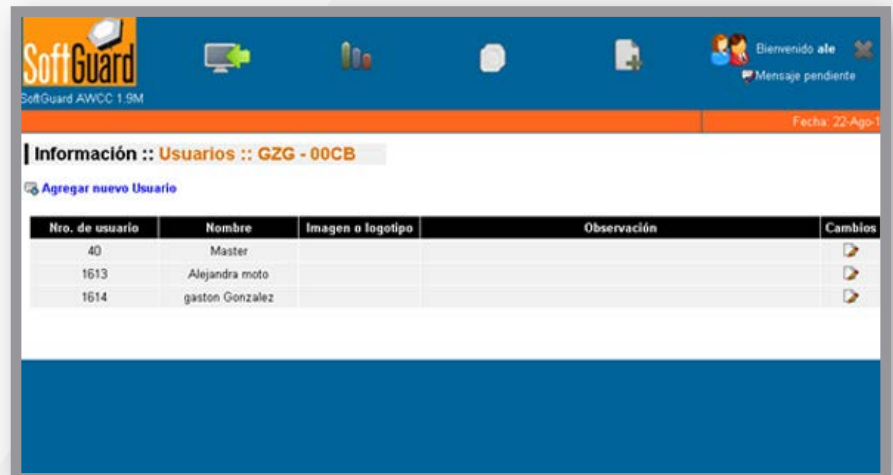 SoftGuard
SoftGuard AWCC 1.9M
Bienvenido ale
Mensaje pendiente
Fecha: 22-Ago-1
Información :: Usuarios :: GZG - 00CB
Agregar nuevo Usuario
Nro. de usuario Nombre Imagen o logotipo Observación Cambios
40 Master
1613 Alejandra moto
1614 gaston Gonzalez